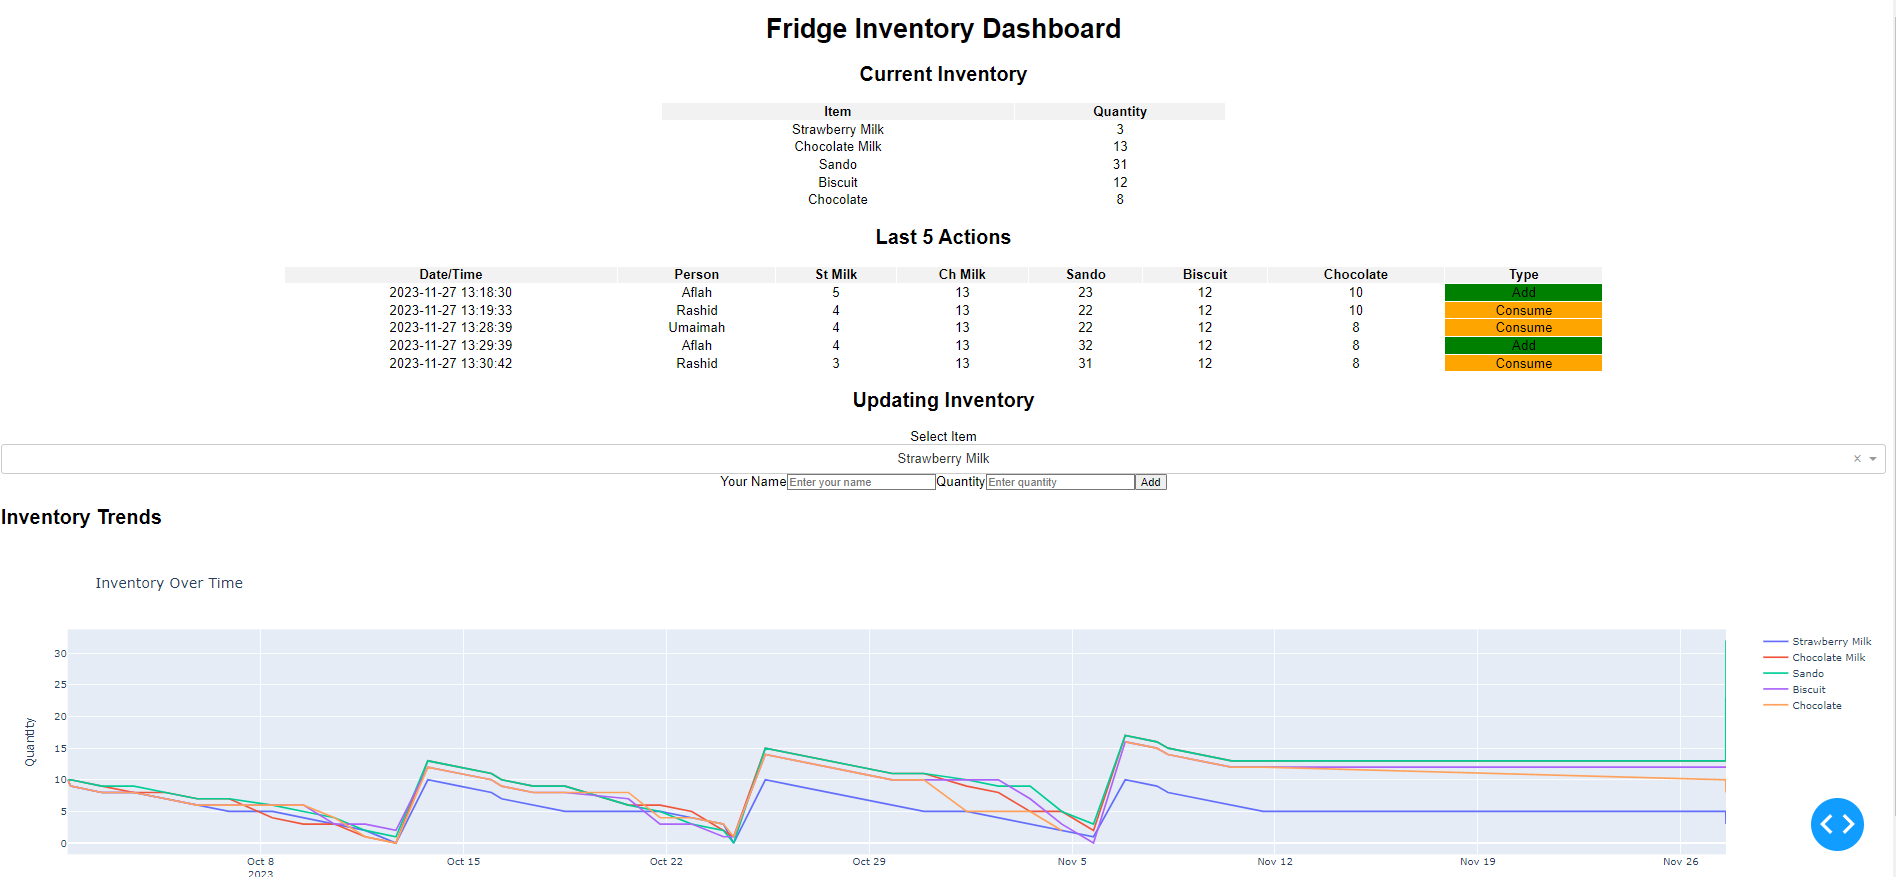 Fridge Inventory Dashboard
Current Inventory
Item Quantity
Strawberry Milk 3
Chocolate Milk 13
Sando 31
Biscuit 12
Chocolate 8
Last 5 Actions
Date/Time Person St Milk Ch Milk Sando Biscuit Chocolate Type
2023-11-27 13:18:30 Aflah 5 13 23 12 10 Add
2023-11-27 13:19:33 Rashid 4 13 22 12 10 Consume
2023-11-27 13:28:39 Umaimah 4 13 22 12 8 Consume
2023-11-27 13:29:39 Aflah 4 13 32 12 8 Add
2023-11-27 13:30:42 Rashid 3 13 31 12 8 Consume
Updating Inventory
Select Item
Strawberry Milk ×
Your Name Enter your name Quantity Enter quantity Add
Inventory Trends
Inventory Over Time
Quantity
30
25
20
15
10
5
0
Oct 8 Oct 15 Oct 22 Oct 29 Nov 5 Nov 12 Nov 19 Nov 26
2023
Strawberry Milk
Chocolate Milk
Sando
Biscuit
Chocolate